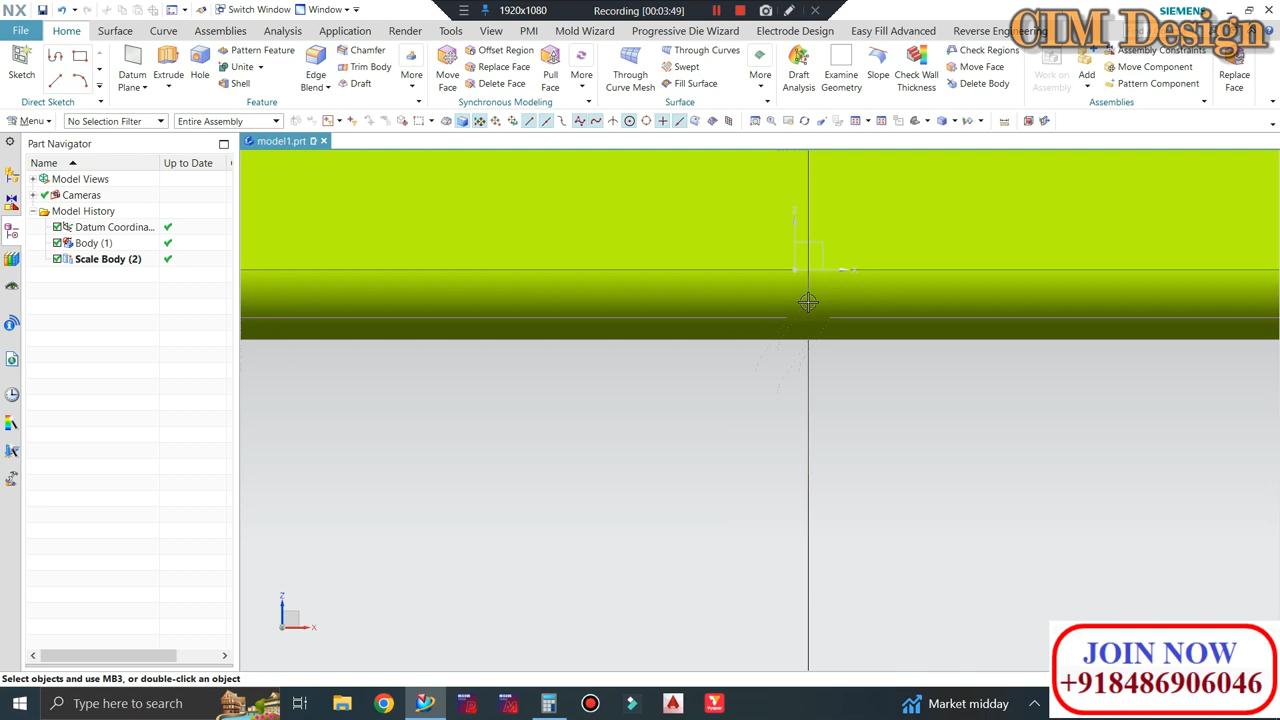 NX Switch Window Window 1920x1080 Recording [00:03:49] SIEMENS
CIM Design
File Home Surface Curve Assemblies Analysis Application Render Tools View PMI Mold Wizard Progressive Die Wizard Electrode Design Easy Fill Advanced Reverse Engineering
Pattern Feature Chamfer Offset Region Through Curves Check Regions Assembly Constraints
Unite Trim Body Resize Face Swept Move Face Move Component
Shell Draft Delete Face Fill Surface Delete Body Pattern Component
Sketch Datum Plane Extrude Hole Edge Blend More Move Face Pull Face More Through Curve Mesh More Draft Analysis Examine Geometry Slope Check Wall Thickness Work on Assembly Add Replace Face
Direct Sketch Feature Synchronous Modeling Surface Assemblies
Menu No Selection Filter Entire Assembly
Part Navigator model1.prt
Name Up to Date
Model Views
Cameras
Model History
Datum Coordina...
Body (1)
Scale Body (2)
Z
X
Select objects and use MB3, or double-click an object
JOIN NOW
+918486906046
Type here to search Market midday